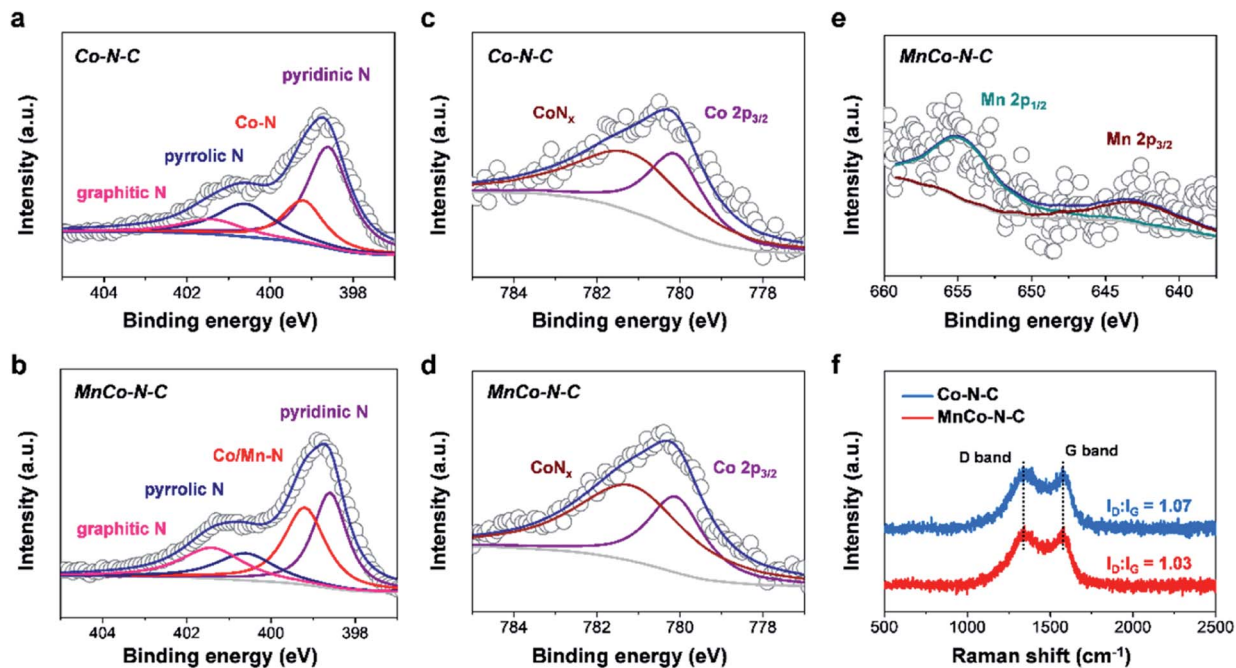 a
Co-N-C
pyridinic N
Co-N
pyrrolic N
graphitic N
Intensity (a.u.)
404 402 400 398
Binding energy (eV)
b
MnCo-N-C
pyridinic N
Co/Mn-N
pyrrolic N
graphitic N
Intensity (a.u.)
404 402 400 398
Binding energy (eV)
c
Co-N-C
CoNₓ
Co 2p₃/₂
Intensity (a.u.)
784 782 780 778
Binding energy (eV)
d
MnCo-N-C
CoNₓ
Co 2p₃/₂
Intensity (a.u.)
784 782 780 778
Binding energy (eV)
e
MnCo-N-C
Mn 2p₁/₂
Mn 2p₃/₂
Intensity (a.u.)
660 655 650 645 640
Binding energy (eV)
f
Co-N-C
MnCo-N-C
D band
G band
I_D:I_G = 1.07
I_D:I_G = 1.03
Intensity (a.u.)
500 1000 1500 2000 2500
Raman shift (cm⁻¹)